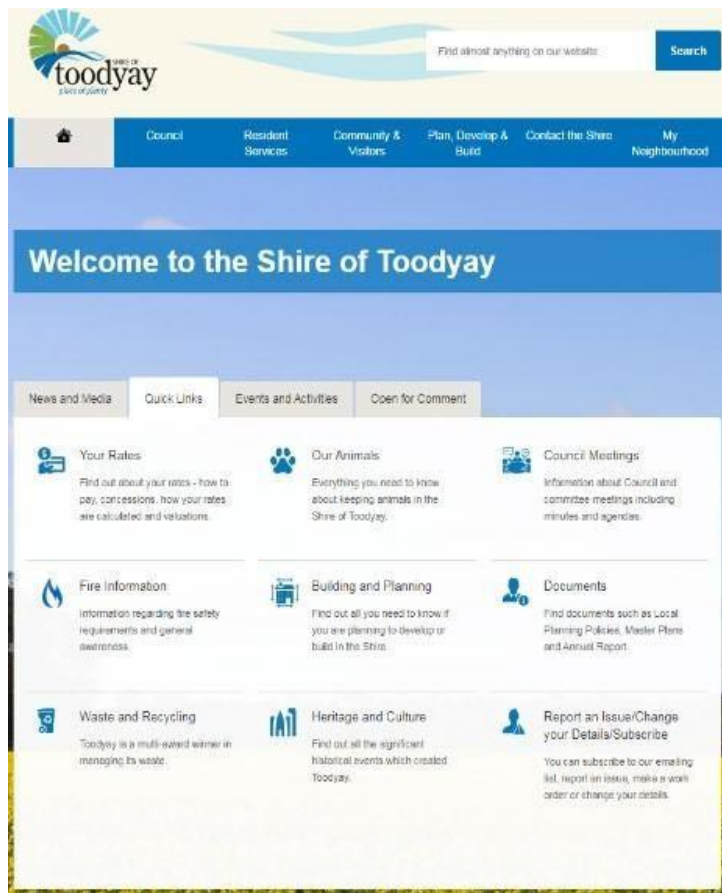 SHIRE OF
toodyay
place of plenty
Find almost anything on our website
Search
Council
Resident
Services
Community &
Visitors
Plan, Develop &
Build
Contact the Shire
My
Neighbourhood
Welcome to the Shire of Toodyay
News and Media
Quick Links
Events and Activities
Open for Comment
Your Rates
Find out about your rates - how to
pay, concessions, how your rates
are calculated and valuations.
Our Animals
Everything you need to know
about keeping animals in the
Shire of Toodyay.
Council Meetings
Information about Council and
committee meetings including
minutes and agendas.
Fire Information
Information regarding fire safety
requirements and general
awareness.
Building and Planning
Find out all you need to know if
you are planning to develop or
build in the Shire.
Documents
Find documents such as Local
Planning Policies, Master Plans
and Annual Report.
Waste and Recycling
Toodyay is a multi-award winner in
managing its waste.
Heritage and Culture
Find out all the significant
historical events which created
Toodyay.
Report an Issue/Change
your Details/Subscribe
You can subscribe to our emailing
list, report an issue, make a work
order or change your details.